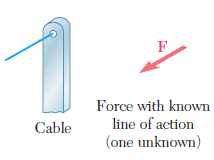 F
Cable
Force with known
line of action
(one unknown)